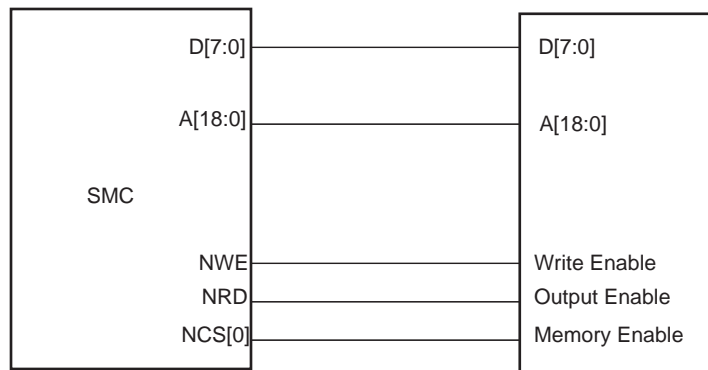 D[7:0] D[7:0]
A[18:0] A[18:0]
SMC
NWE Write Enable
NRD Output Enable
NCS[0] Memory Enable